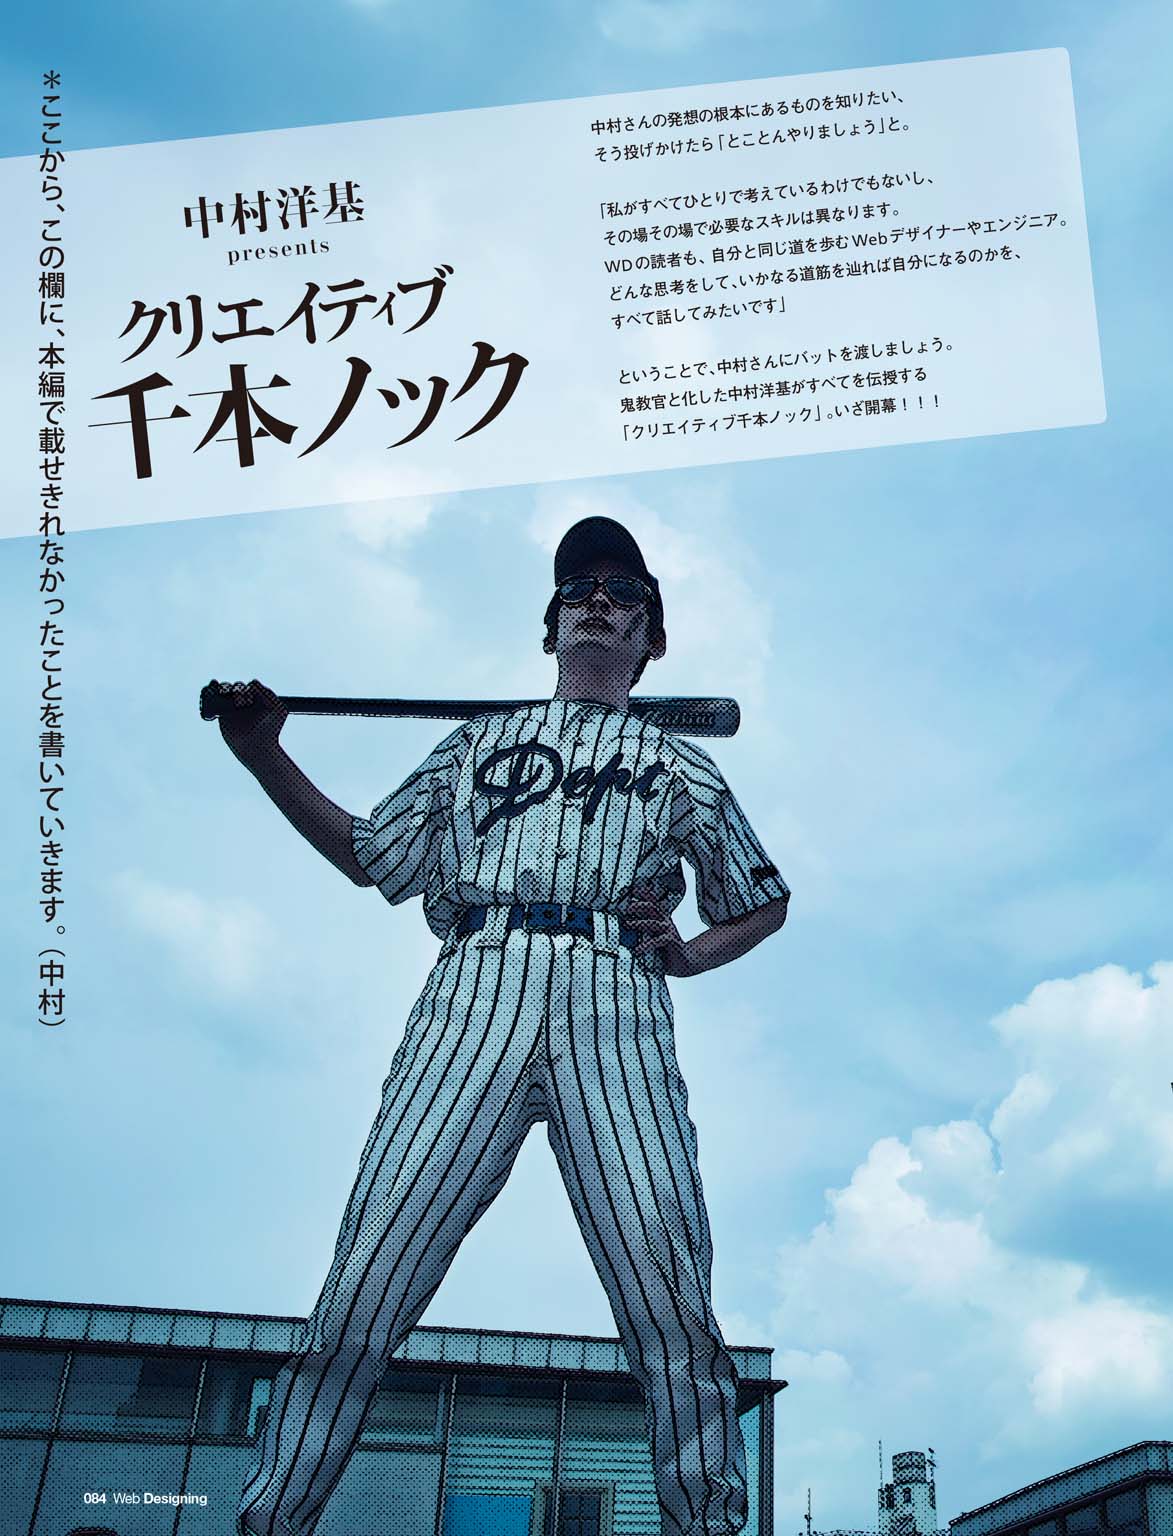 ＊ここから、この欄に、本編で載せきれなかったことを書いていきます。（中村）
中村洋基
presents
クリエイティブ
千本ノック
中村さんの発想の根本にあるものを知りたい、
そう投げかけたら「とことんやりましょう」と。
「私がすべてひとりで考えているわけでもないし、
その場その場で必要なスキルは異なります。
WDの読者も、自分と同じ道を歩むWebデザイナーやエンジニア。
どんな思考をして、いかなる道筋を辿れば自分になるのかを、
すべて話してみたいです」
ということで、中村さんにバットを渡しましょう。
鬼教官と化した中村洋基がすべてを伝授する
「クリエイティブ千本ノック」。いざ開幕！！！
Dept
084 Web Designing